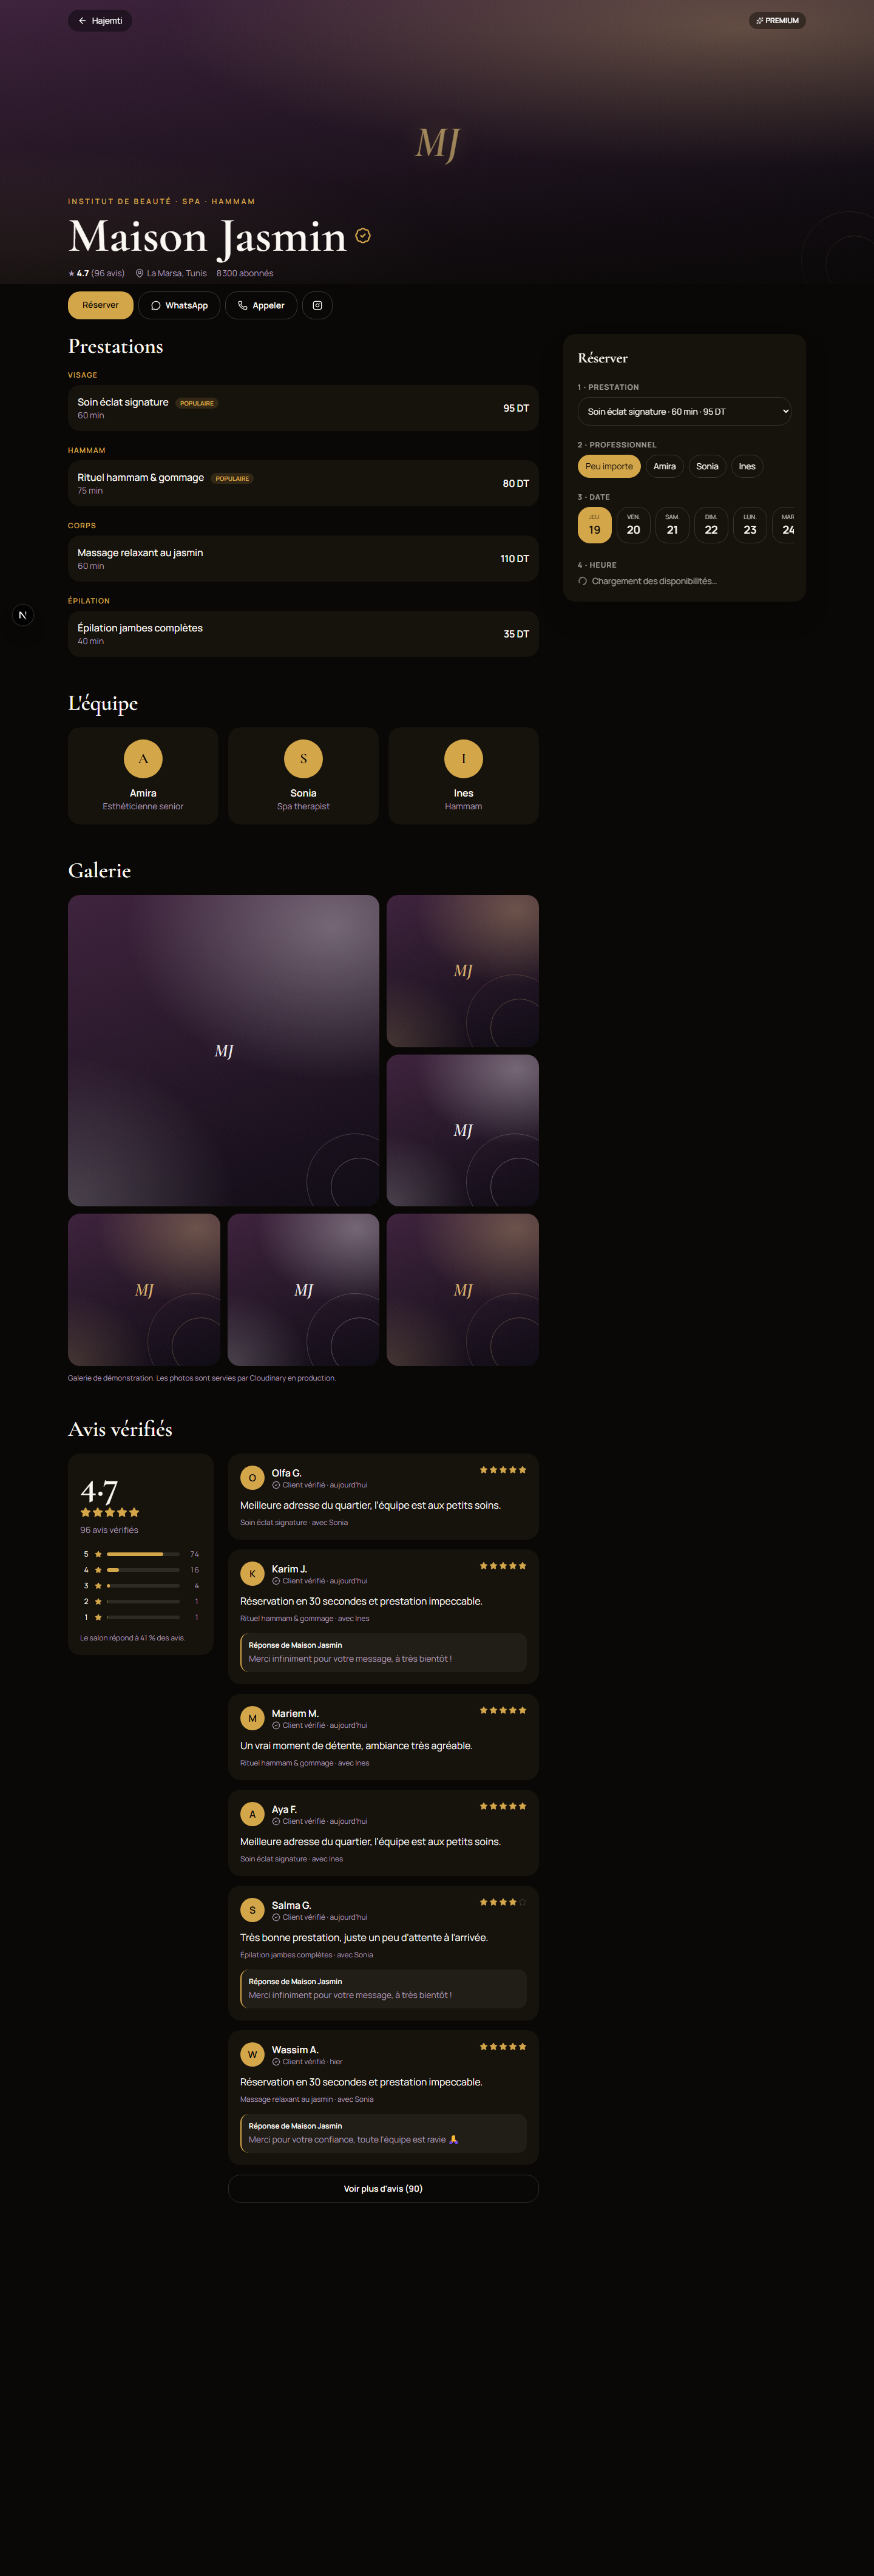 Hajemti
PREMIUM
MJ
INSTITUT DE BEAUTÉ · SPA · HAMMAM
Maison Jasmin
★ 4.7 (96 avis) La Marsa, Tunis 8 300 abonnés
Réserver
WhatsApp
Appeler
Prestations
VISAGE
Soin éclat signature POPULAIRE
60 min
95 DT
HAMMAM
Rituel hammam & gommage POPULAIRE
75 min
80 DT
CORPS
Massage relaxant au jasmin
60 min
110 DT
ÉPILATION
Épilation jambes complètes
40 min
35 DT
Réserver
1 · PRESTATION
Soin éclat signature · 60 min · 95 DT
2 · PROFESSIONNEL
Peu importe Amira Sonia Ines
3 · DATE
JEU. VEN. SAM. DIM. LUN. MAR
19 20 21 22 23 24
4 · HEURE
Chargement des disponibilités…
N
L'équipe
A
Amira
Esthéticienne senior
S
Sonia
Spa therapist
I
Ines
Hammam
Galerie
MJ
MJ
MJ
MJ
MJ
MJ
Galerie de démonstration. Les photos sont servies par Cloudinary en production.
Avis vérifiés
4.7
96 avis vérifiés
5 ★ 74
4 ★ 16
3 ★ 4
2 ★ 1
1 ★ 1
Le salon répond à 41 % des avis.
O
Olfa G.
Client vérifié · aujourd'hui
Meilleure adresse du quartier, l'équipe est aux petits soins.
Soin éclat signature · avec Sonia
K
Karim J.
Client vérifié · aujourd'hui
Réservation en 30 secondes et prestation impeccable.
Rituel hammam & gommage · avec Ines
Réponse de Maison Jasmin
Merci infiniment pour votre message, à très bientôt !
M
Mariem M.
Client vérifié · aujourd'hui
Un vrai moment de détente, ambiance très agréable.
Rituel hammam & gommage · avec Ines
A
Aya F.
Client vérifié · aujourd'hui
Meilleure adresse du quartier, l'équipe est aux petits soins.
Soin éclat signature · avec Ines
S
Salma G.
Client vérifié · aujourd'hui
Très bonne prestation, juste un peu d'attente à l'arrivée.
Épilation jambes complètes · avec Sonia
Réponse de Maison Jasmin
Merci infiniment pour votre message, à très bientôt !
W
Wassim A.
Client vérifié · hier
Réservation en 30 secondes et prestation impeccable.
Massage relaxant au jasmin · avec Sonia
Réponse de Maison Jasmin
Merci pour votre confiance, toute l'équipe est ravie
Voir plus d'avis (90)